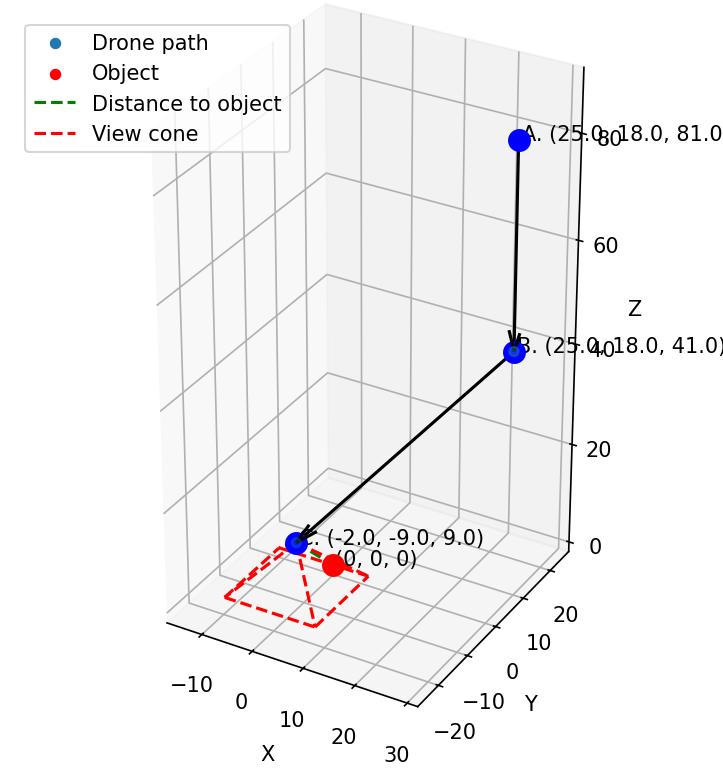 Drone path
Object
Distance to object
View cone
A. (25.0, 18.0, 81.0
80
60
Z
B. (25.0, 18.0, 41.0)
40
20
C. (-2.0, -9.0, 9.0)
(0, 0, 0)
0
20
10
0
−10
Y
−20
−10
0
10
20
30
X